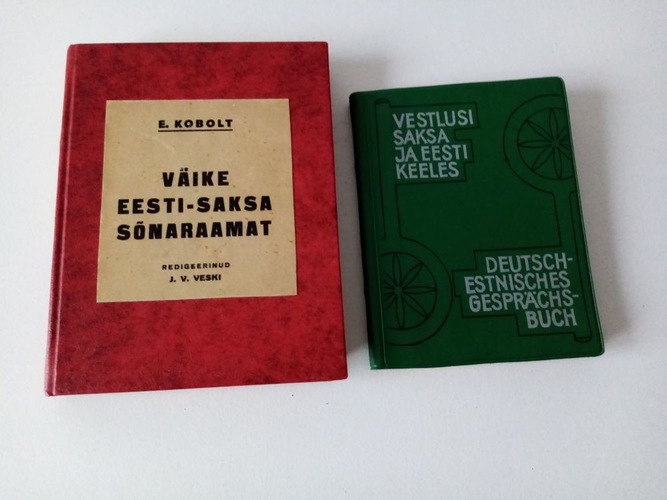 E. KOBOLT
VÄIKE
EESTI-SAKSA
SÕNARAAMAT
REDIGEERINUD
J. V. VESKI
VESTLUSI
SAKSA
JA EESTI
KEELES
DEUTSCH-
ESTNISCHES
GESPRÄCHS-
BUCH